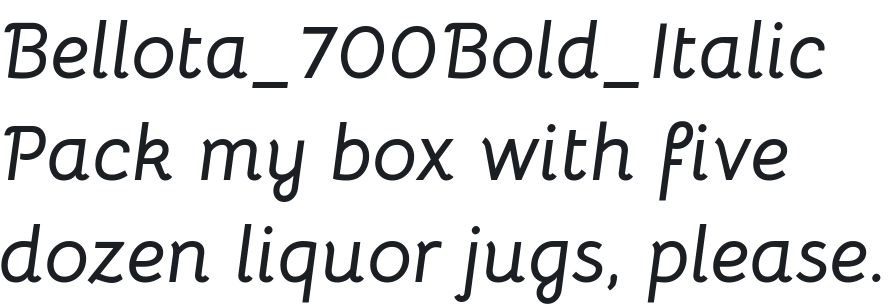 Bellota_700Bold_Italic
Pack my box with five
dozen liquor jugs, please.